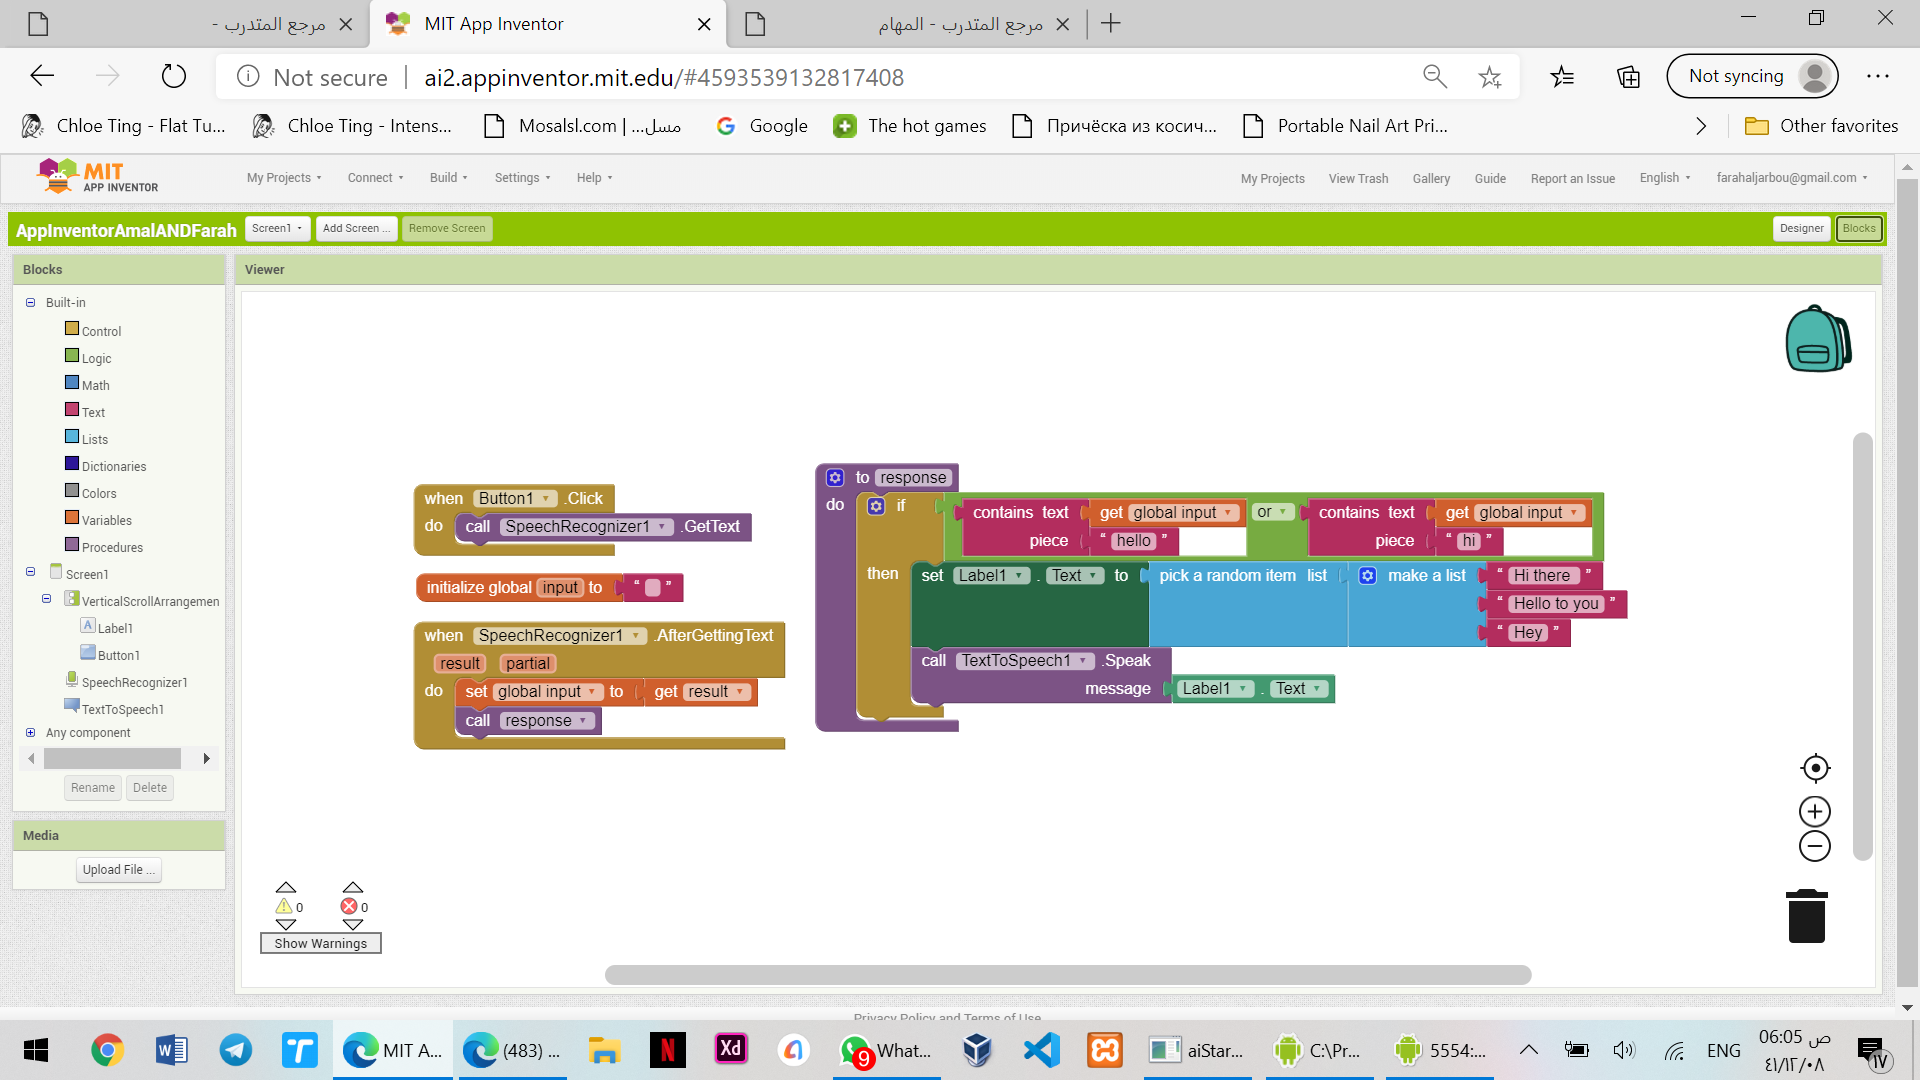 مرجع المتدرب -
MIT App Inventor
مرجع المتدرب - المهام
Not secure
ai2.appinventor.mit.edu/#4593539132817408
Not syncing
Chloe Ting - Flat Tu...
Chloe Ting - Intens...
Mosalsl.com | ...مسل
Google
The hot games
Причёска из косич...
Portable Nail Art Pri...
Other favorites
MIT
APP INVENTOR
My Projects
Connect
Build
Settings
Help
My Projects
View Trash
Gallery
Guide
Report an Issue
English
farahaljarbou@gmail.com
AppInventorAmalANDFarah
Screen1
Add Screen ...
Remove Screen
Designer
Blocks
Blocks
Built-in
Control
Logic
Math
Text
Lists
Dictionaries
Colors
Variables
Procedures
Screen1
VerticalScrollArrangemen
Label1
Button1
SpeechRecognizer1
TextToSpeech1
Any component
Rename
Delete
Media
Upload File ...
Viewer
when Button1 .Click
do call SpeechRecognizer1 .GetText
initialize global input to " "
when SpeechRecognizer1 .AfterGettingText
result partial
do set global input to get result
call response
to response
do if contains text get global input or contains text get global input
piece " hello " piece " hi "
then set Label1 . Text to pick a random item list make a list " Hi there "
" Hello to you "
" Hey "
call TextToSpeech1 .Speak
message Label1 . Text
0
0
Show Warnings
Privacy Policy and Terms of Use
MIT A...
(483) ...
Xd
9
What...
aiStar...
C:\Pr...
5554:...
ENG
06:05 ص
٤١/١٢/٠٨
١٧